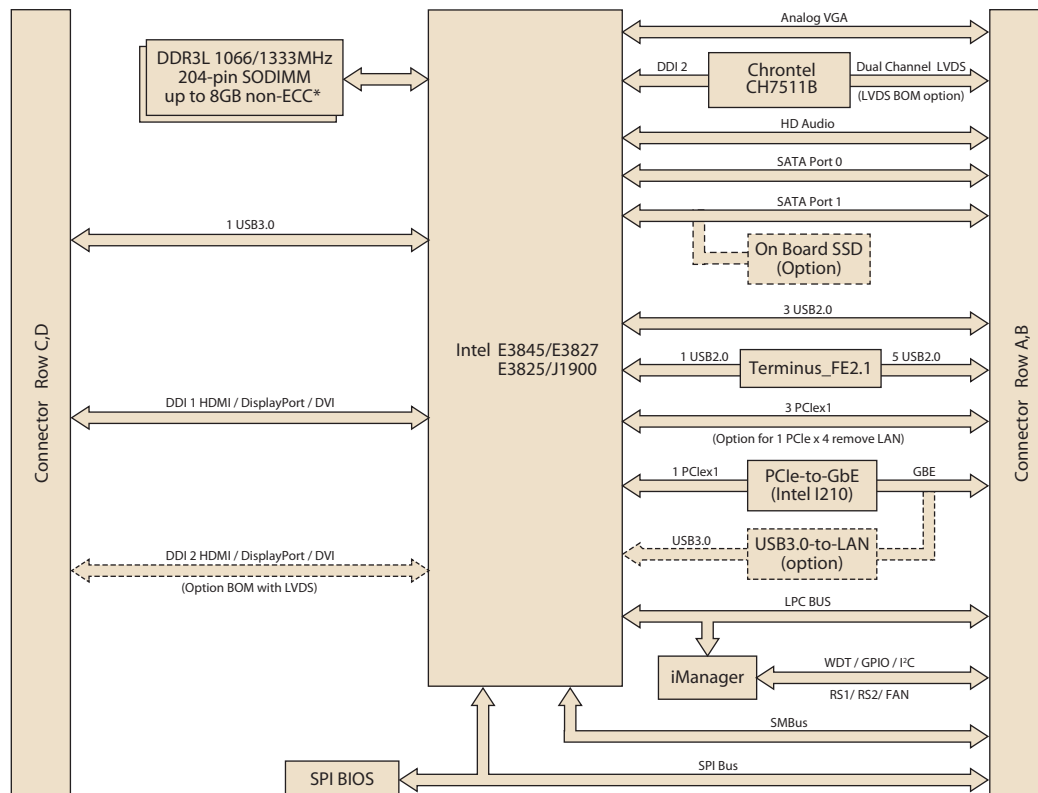 Analog VGA
DDR3L 1066/1333MHz
204-pin SODIMM
up to 8GB non-ECC*
DDI 2
Chrontel
CH7511B
Dual Channel LVDS
(LVDS BOM option)
HD Audio
SATA Port 0
SATA Port 1
1 USB3.0
On Board SSD
(Option)
3 USB2.0
Connector Row C,D
Intel E3845/E3827
E3825/J1900
1 USB2.0
Terminus_FE2.1
5 USB2.0
Connector Row A,B
DDI 1 HDMI / DisplayPort / DVI
3 PCIex1
(Option for 1 PCIe x 4 remove LAN)
1 PCIex1
PCIe-to-GbE
(Intel I210)
GBE
DDI 2 HDMI / DisplayPort / DVI
(Option BOM with LVDS)
USB3.0
USB3.0-to-LAN
(option)
LPC BUS
iManager
WDT / GPIO / I²C
RS1/ RS2/ FAN
SMBus
SPI BIOS
SPI Bus